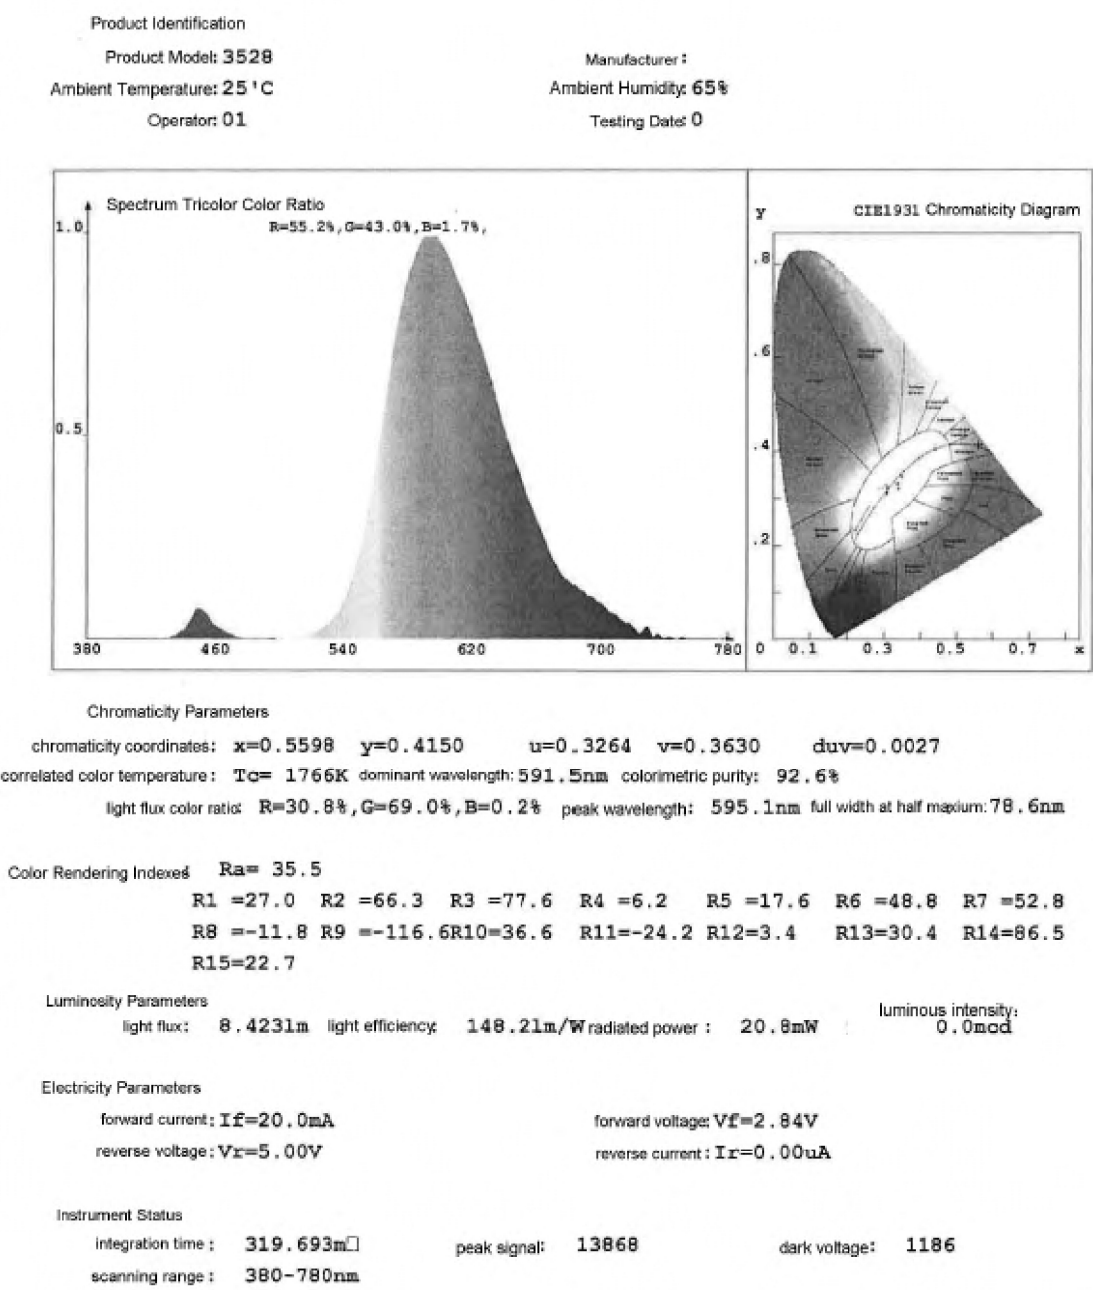 Product Identification
Product Model: 3528
Manufacturer:
Ambient Temperature: 25'C
Ambient Humidity: 65%
Operator: 01
Testing Date: 0
Spectrum Tricolor Color Ratio
R=55.2%,G=43.0%,B=1.7%,
1.0
0.5
380 460 540 620 700 780
CIE1931 Chromaticity Diagram
y
.8
.6
.4
.2
0 0.1 0.3 0.5 0.7 x
Chromaticity Parameters
chromaticity coordinates: x=0.5598 y=0.4150 u=0.3264 v=0.3630 duv=0.0027
correlated color temperature: Tc= 1766K dominant wavelength: 591.5nm colorimetric purity: 92.6%
light flux color ratio: R=30.8%,G=69.0%,B=0.2% peak wavelength: 595.1nm full width at half maxium: 78.6nm
Color Rendering Indexed Ra= 35.5
R1 =27.0 R2 =66.3 R3 =77.6 R4 =6.2 R5 =17.6 R6 =48.8 R7 =52.8
R8 =-11.8 R9 =-116.6R10=36.6 R11=-24.2 R12=3.4 R13=30.4 R14=86.5
R15=22.7
Luminosity Parameters
light flux: 8.423lm light efficiency: 148.2lm/W radiated power : 20.8mW luminous intensity: 0.0mcd
Electricity Parameters
forward current: If=20.0mA forward voltage: Vf=2.84V
reverse voltage: Vr=5.00V reverse current: Ir=0.00uA
Instrument Status
integration time : 319.693m□ peak signal: 13868 dark voltage: 1186
scanning range : 380-780nm